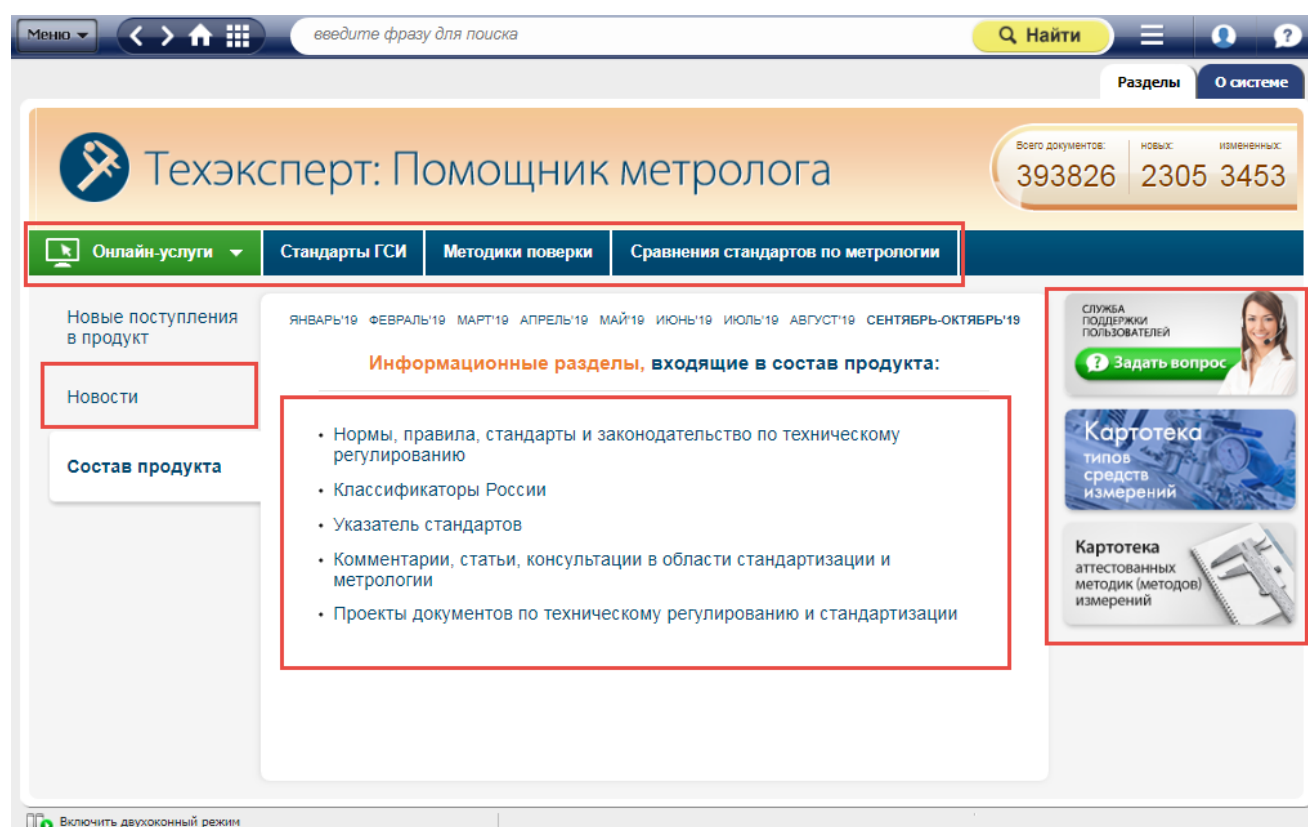 Меню
введите фразу для поиска
Найти
Разделы
О системе
Техэксперт: Помощник метролога
Всего документов: новых: измененных:
393826 2305 3453
Онлайн-услуги
Стандарты ГСИ
Методики поверки
Сравнения стандартов по метрологии
Новые поступления
в продукт
Новости
Состав продукта
ЯНВАРЬ'19 ФЕВРАЛЬ'19 МАРТ'19 АПРЕЛЬ'19 МАЙ'19 ИЮНЬ'19 ИЮЛЬ'19 АВГУСТ'19 СЕНТЯБРЬ-ОКТЯБРЬ'19
Информационные разделы, входящие в состав продукта:
• Нормы, правила, стандарты и законодательство по техническому
регулированию
• Классификаторы России
• Указатель стандартов
• Комментарии, статьи, консультации в области стандартизации и
метрологии
• Проекты документов по техническому регулированию и стандартизации
СЛУЖБА
ПОДДЕРЖКИ
ПОЛЬЗОВАТЕЛЕЙ
? Задать вопрос
Картотека
типов
средств
измерений
Картотека
аттестованных
методик (методов)
измерений
Включить двухоконный режим